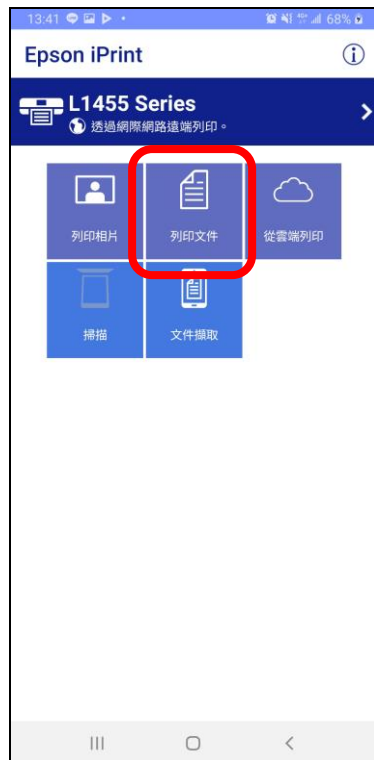 13:41 68%
Epson iPrint
L1455 Series
透過網際網路遠端列印。
列印相片 列印文件 從雲端列印
掃描 文件擷取